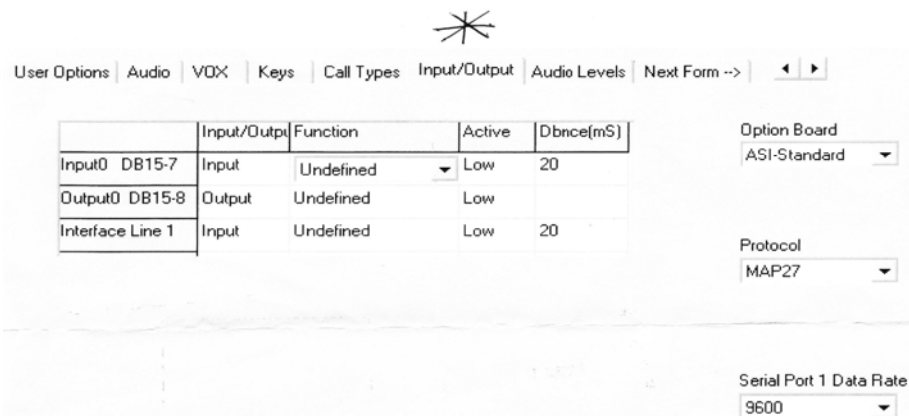 User Options Audio VOX Keys Call Types Input/Output Audio Levels Next Form -->
Input/Outpu Function Active Dbnce(mS)
Input0 DB15-7 Input Undefined Low 20
Output0 DB15-8 Output Undefined Low
Interface Line 1 Input Undefined Low 20
Option Board
ASI-Standard
Protocol
MAP27
Serial Port 1 Data Rate
9600